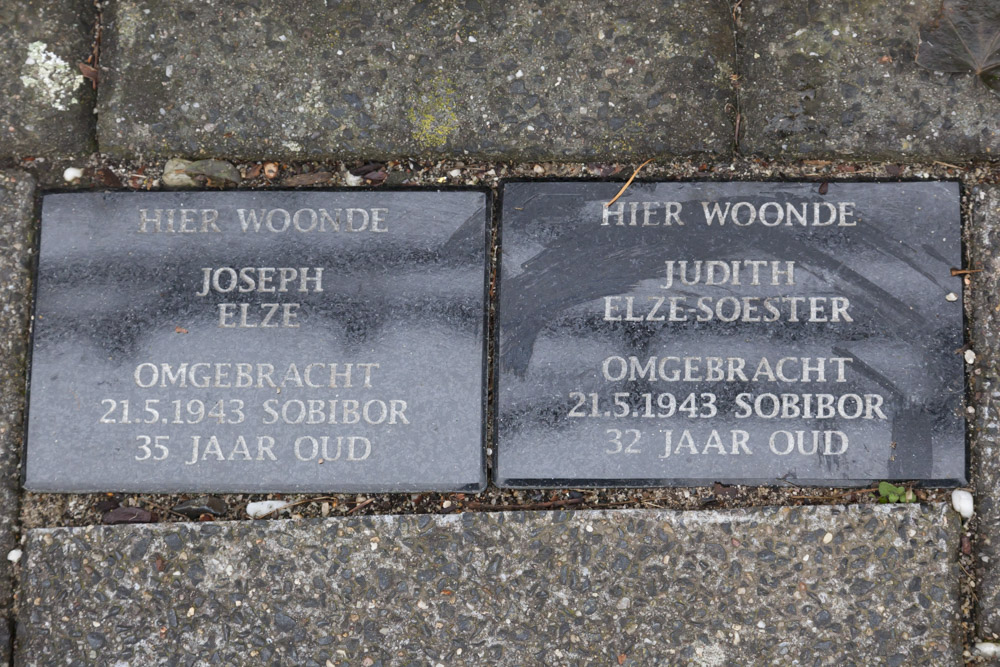 HIER WOONDE
JOSEPH
ELZE
OMGEBRACHT
21.5.1943 SOBIBOR
35 JAAR OUD
HIER WOONDE
JUDITH
ELZE-SOESTER
OMGEBRACHT
21.5.1943 SOBIBOR
32 JAAR OUD